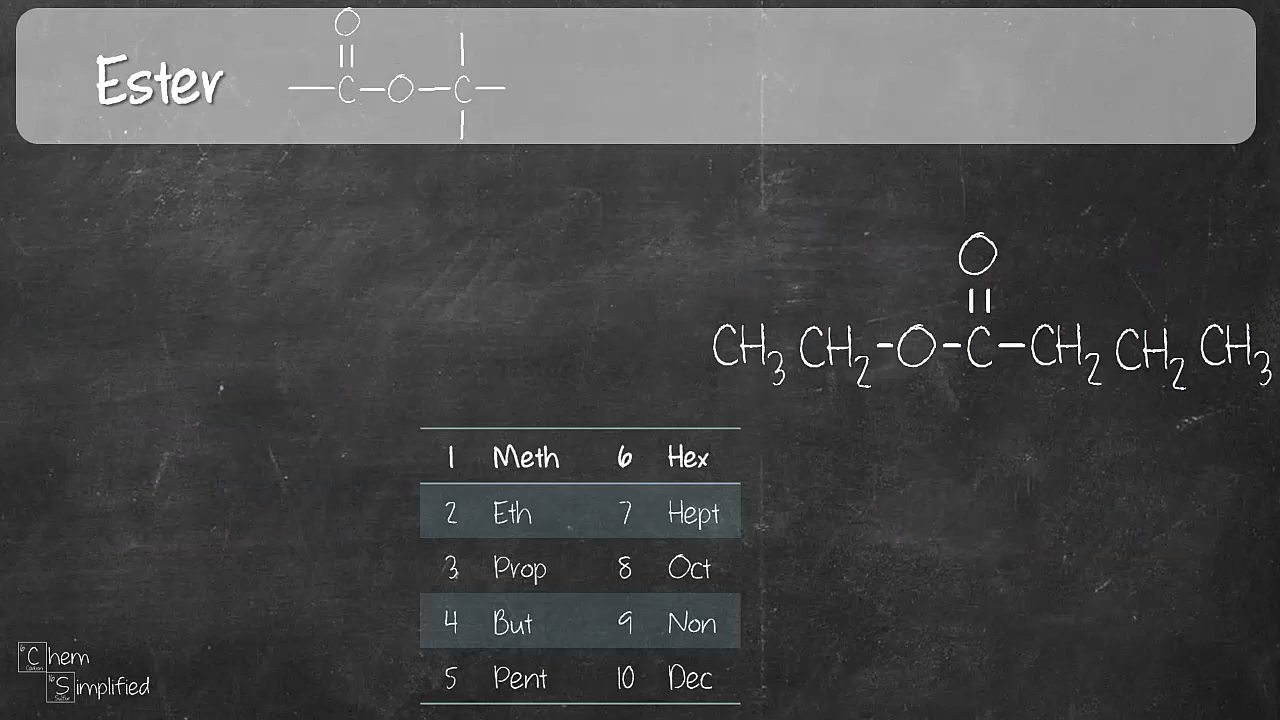 O
Ester —C—O—C—
O
CH3 CH2-O-C-CH2 CH2 CH3
1 Meth 6 Hex
2 Eth 7 Hept
3 Prop 8 Oct
4 But 9 Non
5 Pent 10 Dec
Chem
Simplified